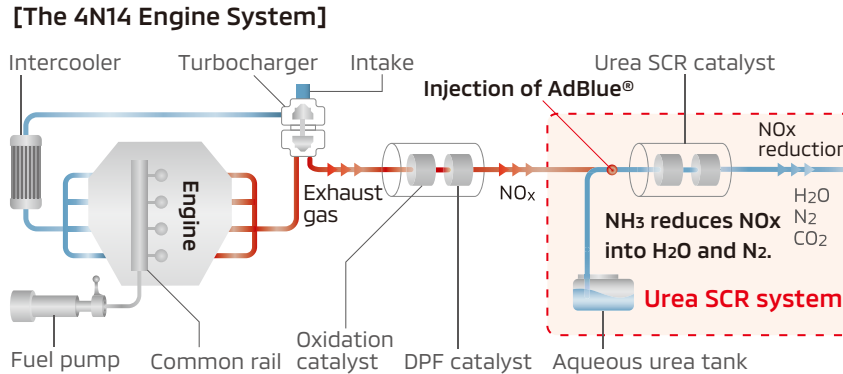 [The 4N14 Engine System]
Intercooler
Turbocharger
Intake
Urea SCR catalyst
Injection of AdBlue®
NOx
reduction
Engine
Exhaust
gas
NOx
H2O
N2
CO2
NH3 reduces NOx
into H2O and N2.
Urea SCR system
Fuel pump
Common rail
Oxidation
catalyst
DPF catalyst
Aqueous urea tank